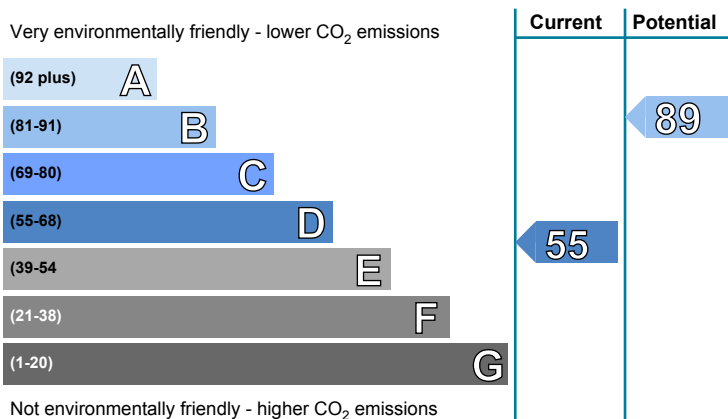 Current Potential
Very environmentally friendly - lower CO2 emissions
(92 plus) A
(81-91) B
89
(69-80) C
(55-68) D
55
(39-54 E
(21-38) F
(1-20) G
Not environmentally friendly - higher CO2 emissions